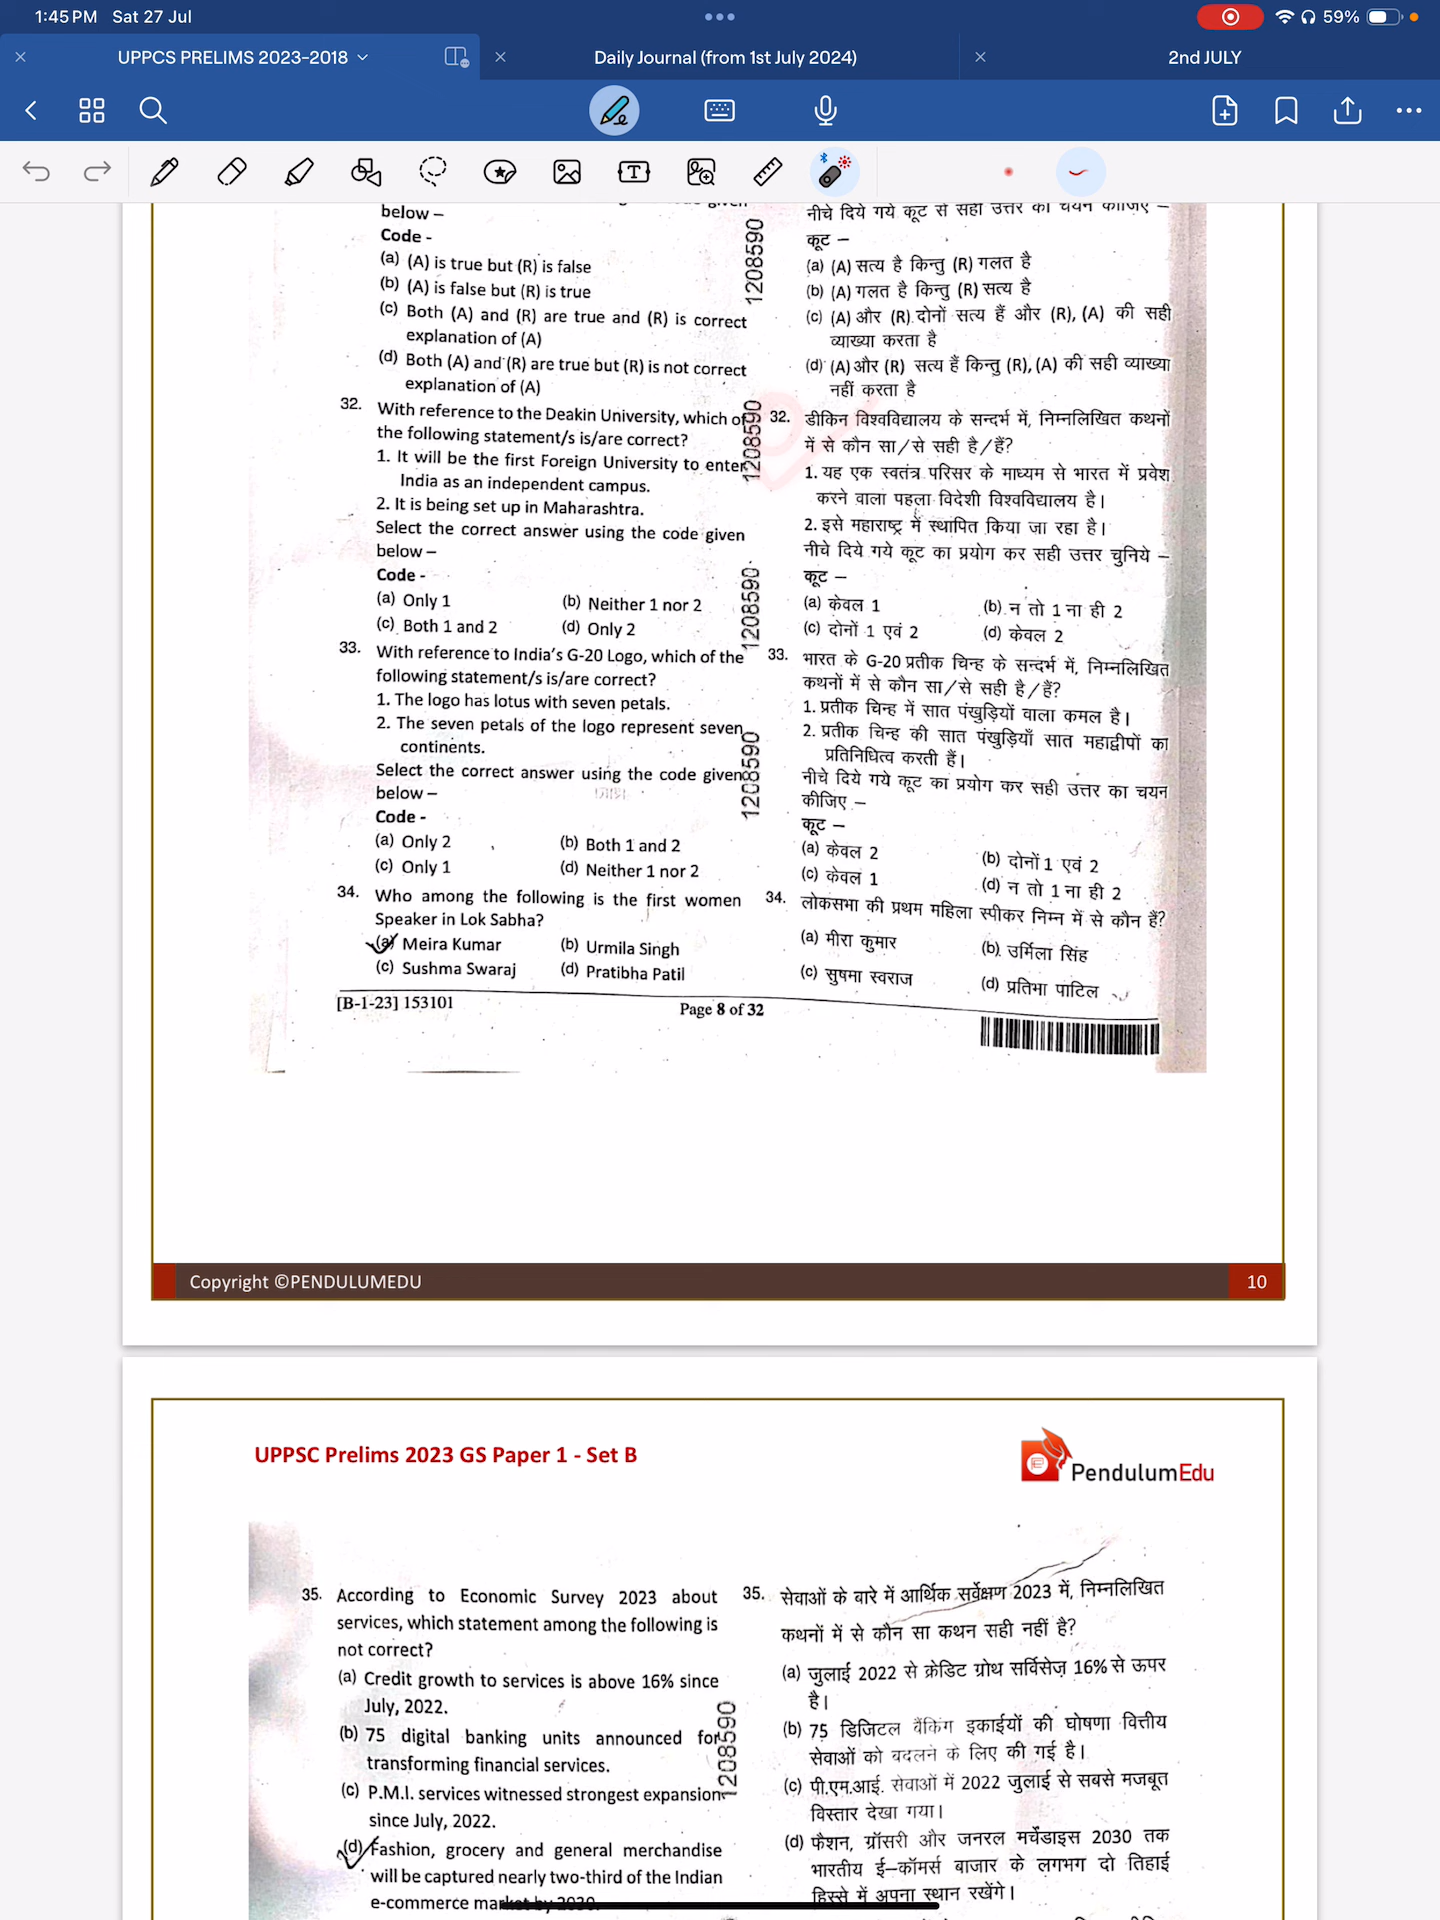 1:45 PM Sat 27 Jul
59%
UPPCS PRELIMS 2023-2018
Daily Journal (from 1st July 2024)
2nd JULY
below –
Code -
(a) (A) is true but (R) is false
(b) (A) is false but (R) is true
(c) Both (A) and (R) are true and (R) is correct
explanation of (A)
(d) Both (A) and (R) are true but (R) is not correct
explanation of (A)
32. With reference to the Deakin University, which of
the following statement/s is/are correct?
1. It will be the first Foreign University to enter
India as an independent campus.
2. It is being set up in Maharashtra.
Select the correct answer using the code given
below –
Code -
(a) Only 1 (b) Neither 1 nor 2
(c) Both 1 and 2 (d) Only 2
33. With reference to India's G-20 Logo, which of the
following statement/s is/are correct?
1. The logo has lotus with seven petals.
2. The seven petals of the logo represent seven
continents.
Select the correct answer using the code given
below –
Code -
(a) Only 2 (b) Both 1 and 2
(c) Only 1 (d) Neither 1 nor 2
34. Who among the following is the first women
Speaker in Lok Sabha?
(a) Meira Kumar (b) Urmila Singh
(c) Sushma Swaraj (d) Pratibha Patil
1208590
1208590
1208590
1208590
नीचे दिये गये कूट से सही उत्तर का चयन कीजिए –
कूट –
(a) (A) सत्य है किन्तु (R) गलत है
(b) (A) गलत है किन्तु (R) सत्य है
(c) (A) और (R) दोनों सत्य हैं और (R), (A) की सही
व्याख्या करता है
(d) (A) और (R) सत्य हैं किन्तु (R), (A) की सही व्याख्या
नहीं करता है
32. डीकिन विश्वविद्यालय के सन्दर्भ में, निम्नलिखित कथनों
में से कौन सा/से सही है/हैं?
1. यह एक स्वतंत्र परिसर के माध्यम से भारत में प्रवेश
करने वाला पहला विदेशी विश्वविद्यालय है।
2. इसे महाराष्ट्र में स्थापित किया जा रहा है।
नीचे दिये गये कूट का प्रयोग कर सही उत्तर चुनिये –
कूट –
(a) केवल 1 (b) न तो 1 ना ही 2
(c) दोनों 1 एवं 2 (d) केवल 2
33. भारत के G-20 प्रतीक चिन्ह के सन्दर्भ में, निम्नलिखित
कथनों में से कौन सा/से सही है/हैं?
1. प्रतीक चिन्ह में सात पंखुड़ियों वाला कमल है।
2. प्रतीक चिन्ह की सात पंखुड़ियाँ सात महाद्वीपों का
प्रतिनिधित्व करती हैं।
नीचे दिये गये कूट का प्रयोग कर सही उत्तर का चयन
कीजिए –
कूट –
(a) केवल 2 (b) दोनों 1 एवं 2
(c) केवल 1 (d) न तो 1 ना ही 2
34. लोकसभा की प्रथम महिला स्पीकर निम्न में से कौन हैं?
(a) मीरा कुमार (b) उर्मिला सिंह
(c) सुषमा स्वराज (d) प्रतिभा पाटिल
[B-1-23] 153101
Page 8 of 32
Copyright ©PENDULUMEDU
10
UPPSC Prelims 2023 GS Paper 1 - Set B
PendulumEdu
35. According to Economic Survey 2023 about
services, which statement among the following is
not correct?
(a) Credit growth to services is above 16% since
July, 2022.
(b) 75 digital banking units announced for
transforming financial services.
(c) P.M.I. services witnessed strongest expansion
since July, 2022.
(d) Fashion, grocery and general merchandise
will be captured nearly two-third of the Indian
e-commerce market by 2030.
1208590
35. सेवाओं के बारे में आर्थिक सर्वेक्षण 2023 में, निम्नलिखित
कथनों में से कौन सा कथन सही नहीं है?
(a) जुलाई 2022 से क्रेडिट ग्रोथ सर्विसेज़ 16% से ऊपर
है।
(b) 75 डिजिटल बैंकिंग इकाईयों की घोषणा वित्तीय
सेवाओं को बदलने के लिए की गई है।
(c) पी.एम.आई. सेवाओं में 2022 जुलाई से सबसे मजबूत
विस्तार देखा गया।
(d) फैशन, ग्रॉसरी और जनरल मर्चेंडाइस 2030 तक
भारतीय ई–कॉमर्स बाजार के लगभग दो तिहाई
हिस्से में अपना स्थान रखेंगे।